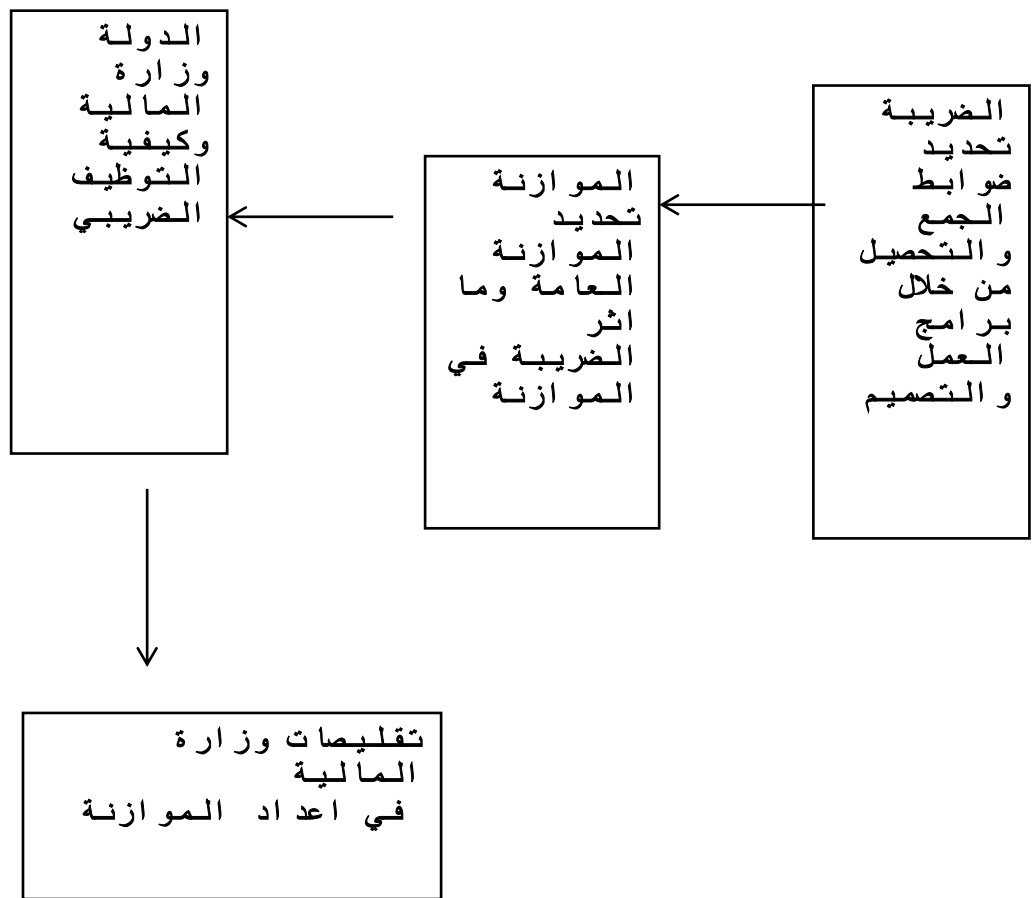 الضريبة
تحديد
ضوابط
الجمع
والتحصيل
من خلال
برامج
العمل
والتصميم
الموازنة
تحديد
الموازنة
العامة وما
اثر
الضريبة في
الموازنة
الدولة
وزارة
المالية
وكيفية
التوظيف
الضريبي
تقليصات وزارة
المالية
في اعداد الموازنة